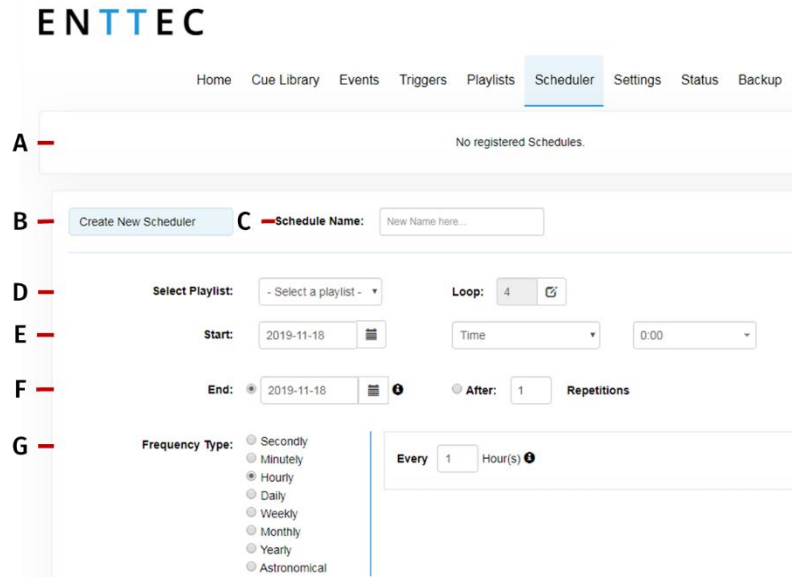 ENTTEC
Home Cue Library Events Triggers Playlists Scheduler Settings Status Backup
A No registered Schedules.
B Create New Scheduler C Schedule Name: New Name here...
D Select Playlist: - Select a playlist - Loop: 4
E Start: 2019-11-18 Time 0:00
F End: 2019-11-18 After: 1 Repetitions
G Frequency Type: Secondly
Minutely
Every 1 Hour(s)
Hourly
Daily
Weekly
Monthly
Yearly
Astronomical